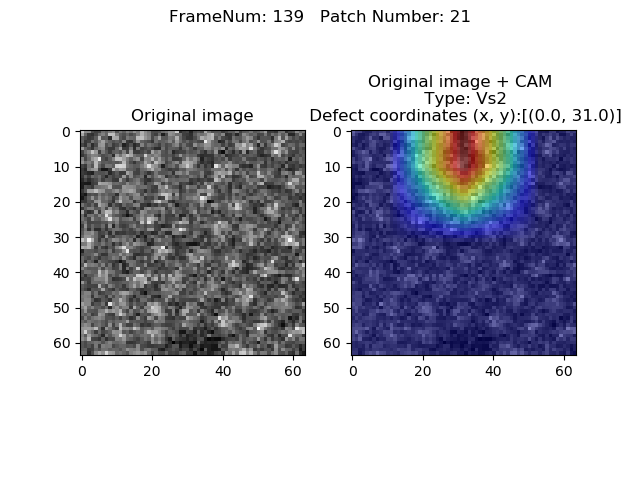 FrameNum: 139   Patch Number: 21
Original image
Original image + CAM
Type: Vs2
Defect coordinates (x, y):[(0.0, 31.0)]
0
10
20
30
40
50
60
0 20 40 60
0
10
20
30
40
50
60
0 20 40 60